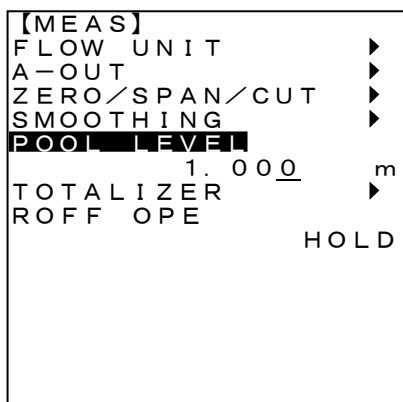 【MEAS】
FLOW UNIT ▶
A−OUT ▶
ZERO／SPAN／CUT ▶
SMOOTHING ▶
POOL LEVEL
1. 000 m
TOTALIZER ▶
ROFF OPE
HOLD